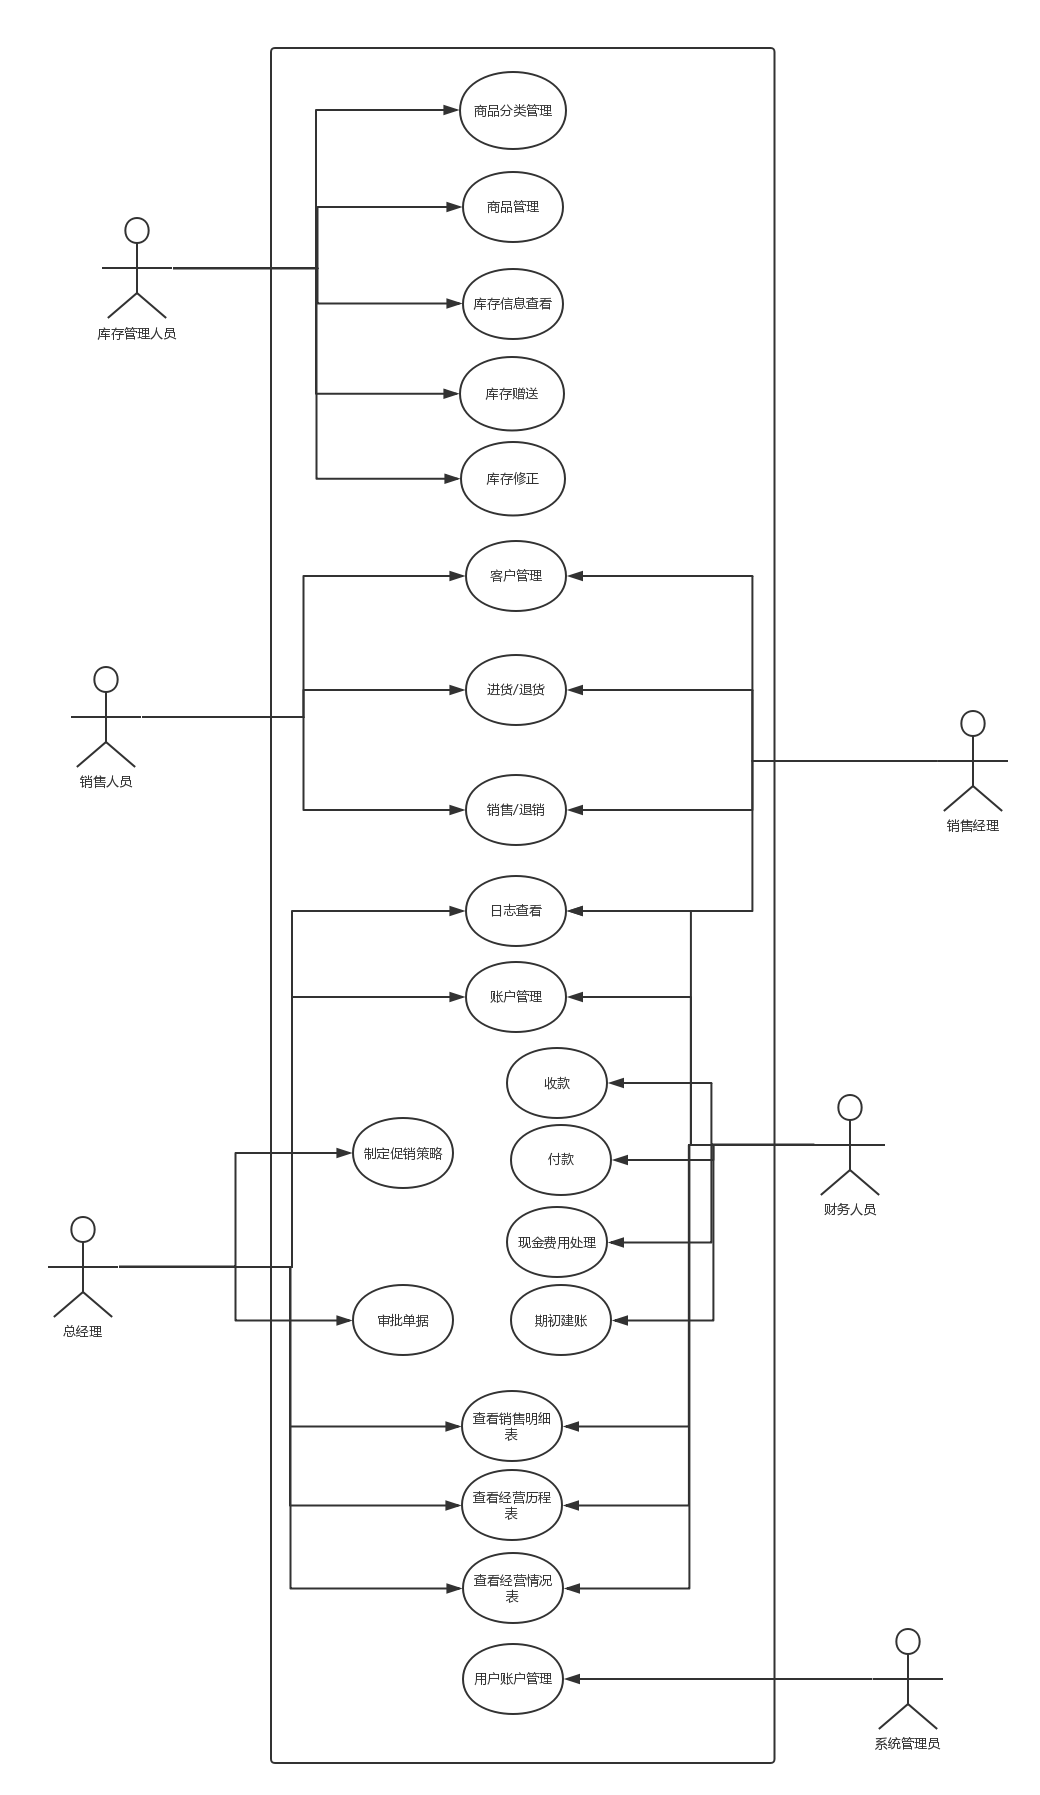 商品分类管理
商品管理
库存信息查看
库存管理人员
库存赠送
库存修正
客户管理
进货/退货
销售人员
销售/退销
销售经理
日志查看
账户管理
收款
制定促销策略
付款
财务人员
现金费用处理
总经理
审批单据
期初建账
查看销售明细
表
查看经营历程
表
查看经营情况
表
用户账户管理
系统管理员